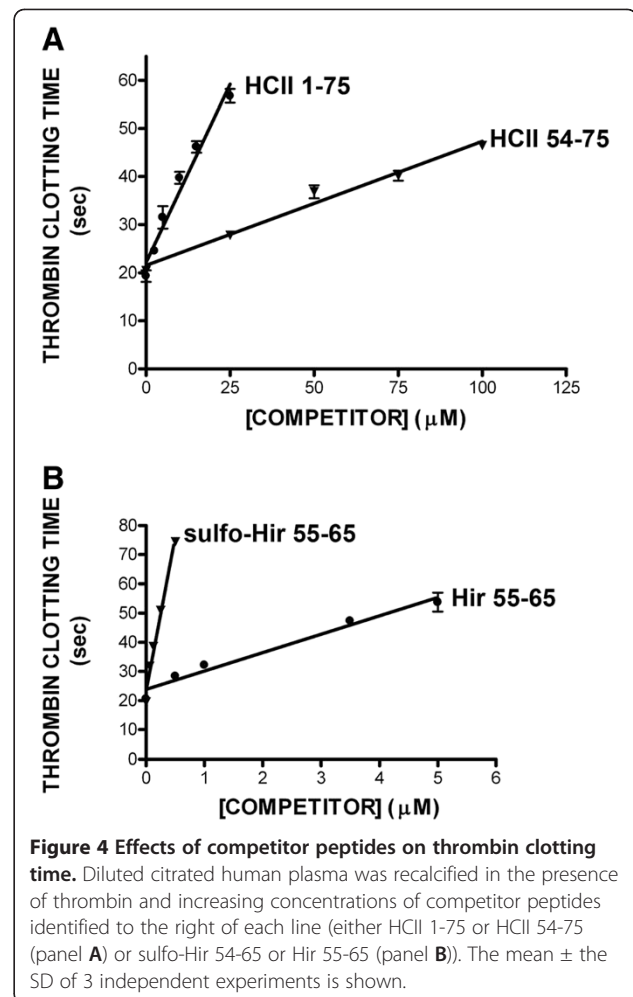 A
THROMBIN CLOTTING TIME
(sec)
60
50
40
30
20
10
0
HCII 1-75
HCII 54-75
0 25 50 75 100 125
[COMPETITOR] (µM)
B
THROMBIN CLOTTING TIME
(sec)
80
70
60
50
40
30
20
10
0
sulfo-Hir 55-65
Hir 55-65
0 1 2 3 4 5 6
[COMPETITOR] (µM)
Figure 4 Effects of competitor peptides on thrombin clotting
time. Diluted citrated human plasma was recalcified in the presence
of thrombin and increasing concentrations of competitor peptides
identified to the right of each line (either HCII 1-75 or HCII 54-75
(panel A) or sulfo-Hir 54-65 or Hir 55-65 (panel B)). The mean ± the
SD of 3 independent experiments is shown.